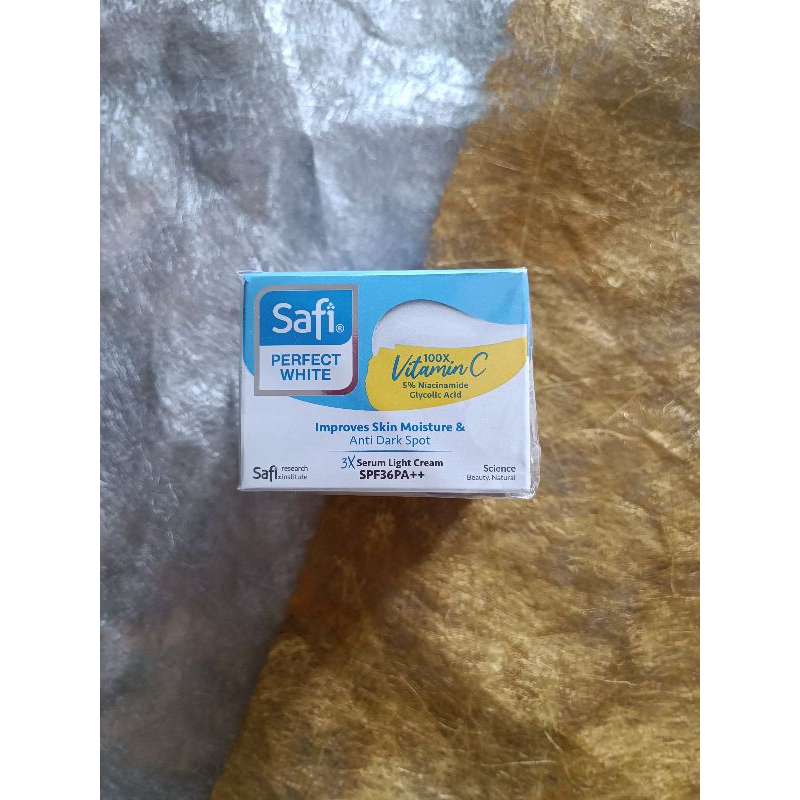 Safi®
PERFECT
WHITE
100X
Vitamin C
5% Niacinamide
Glycolic Acid
Improves Skin Moisture &
Anti Dark Spot
3X Serum Light Cream
SPF36PA++
Safi research
institute
Science
Beauty. Natural